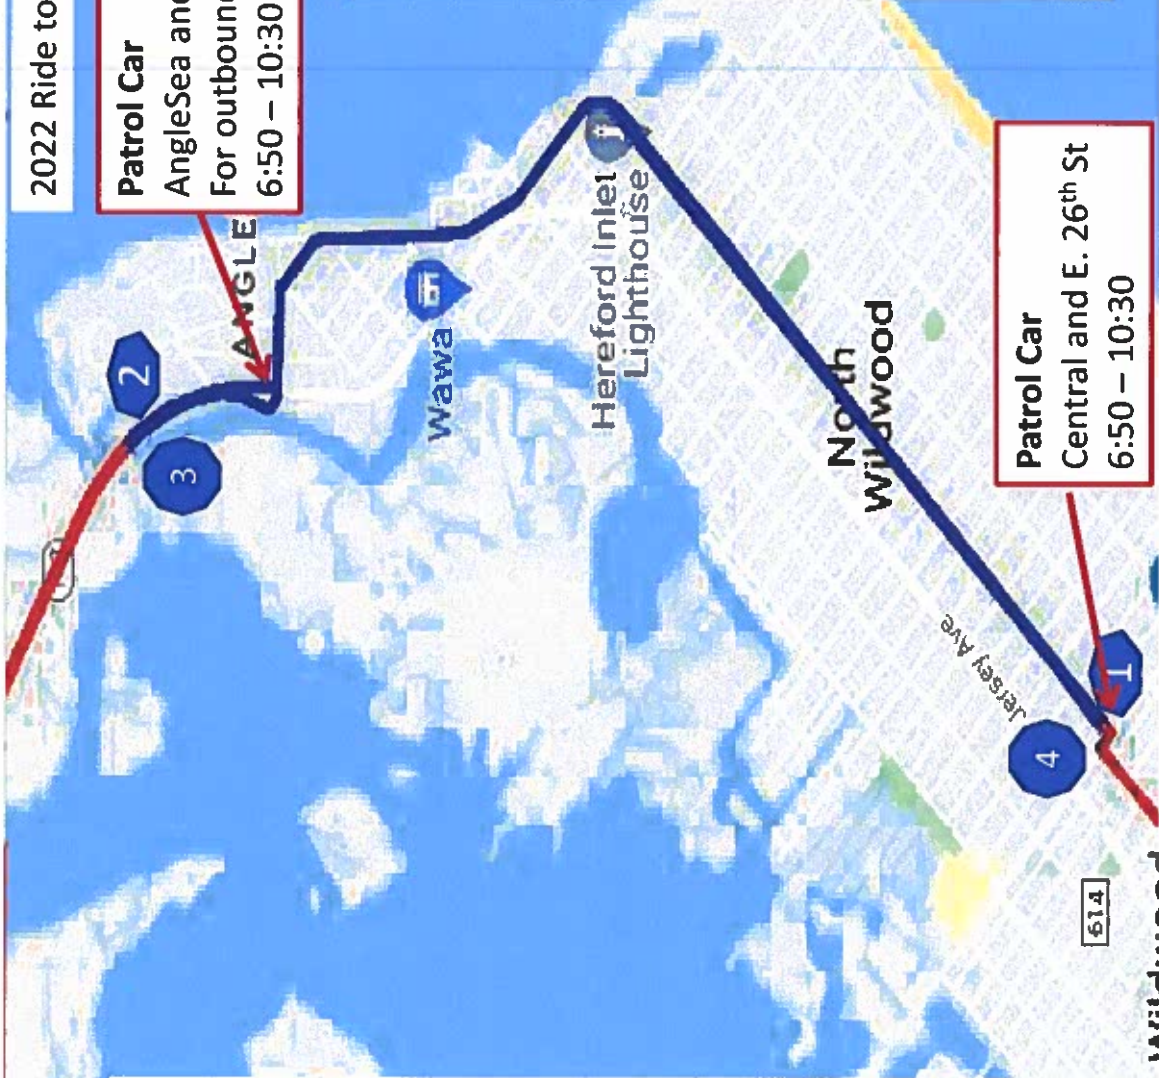 2022 Ride to
Patrol Car
AngleSea and
For outbound
6:50 – 10:30
ANGLE
2
3
Wawa
Hereford Inlet
Lighthouse
North
Wildwood
Jersey Ave
Patrol Car
Central and E. 26th St
6:50 – 10:30
1
4
614
Wildwood